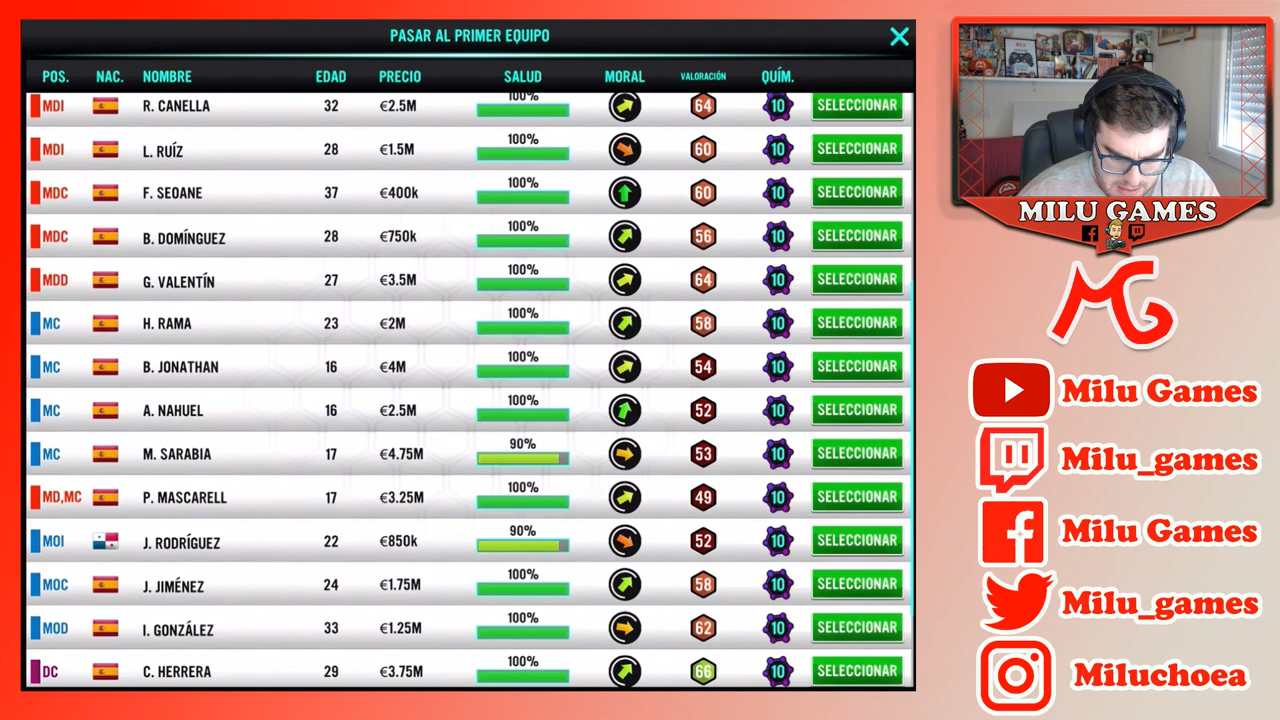 PASAR AL PRIMER EQUIPO
POS. NAC. NOMBRE EDAD PRECIO SALUD MORAL VALORACIÓN QUÍM.
MDI R. CANELLA 32 €2.5M 100% 64 10 SELECCIONAR
MDI L. RUÍZ 28 €1.5M 100% 60 10 SELECCIONAR
MDC F. SEOANE 37 €400k 100% 60 10 SELECCIONAR
MDC B. DOMÍNGUEZ 28 €750k 100% 56 10 SELECCIONAR
MDD G. VALENTÍN 27 €3.5M 100% 64 10 SELECCIONAR
MC H. RAMA 23 €2M 100% 58 10 SELECCIONAR
MC B. JONATHAN 16 €4M 100% 54 10 SELECCIONAR
MC A. NAHUEL 16 €2.5M 100% 52 10 SELECCIONAR
MC M. SARABIA 17 €4.75M 90% 53 10 SELECCIONAR
MD,MC P. MASCARELL 17 €3.25M 100% 49 10 SELECCIONAR
MOI J. RODRÍGUEZ 22 €850k 90% 52 10 SELECCIONAR
MOC J. JIMÉNEZ 24 €1.75M 100% 58 10 SELECCIONAR
MOD I. GONZÁLEZ 33 €1.25M 100% 62 10 SELECCIONAR
DC C. HERRERA 29 €3.75M 100% 66 10 SELECCIONAR
MILU GAMES
MG
Milu Games
Milu_games
Milu Games
Milu_games
Miluchoea